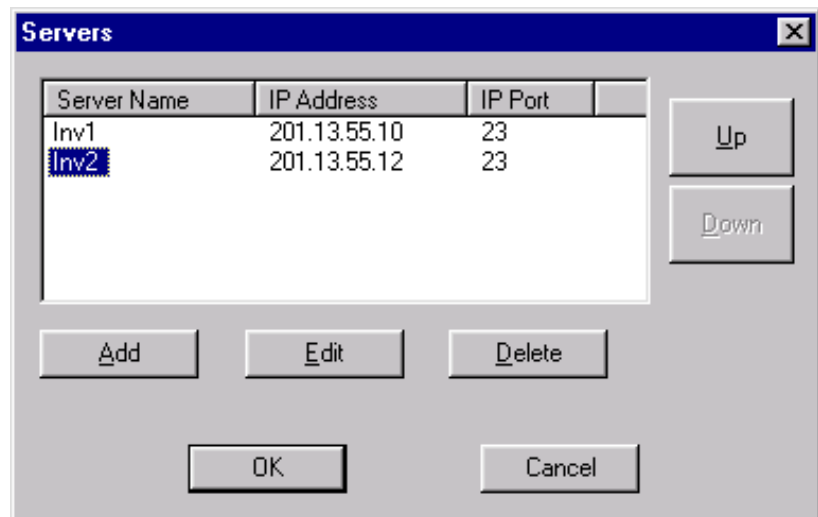 Servers
Server Name IP Address IP Port
Inv1 201.13.55.10 23
Inv2 201.13.55.12 23
Up
Down
Add Edit Delete
OK Cancel